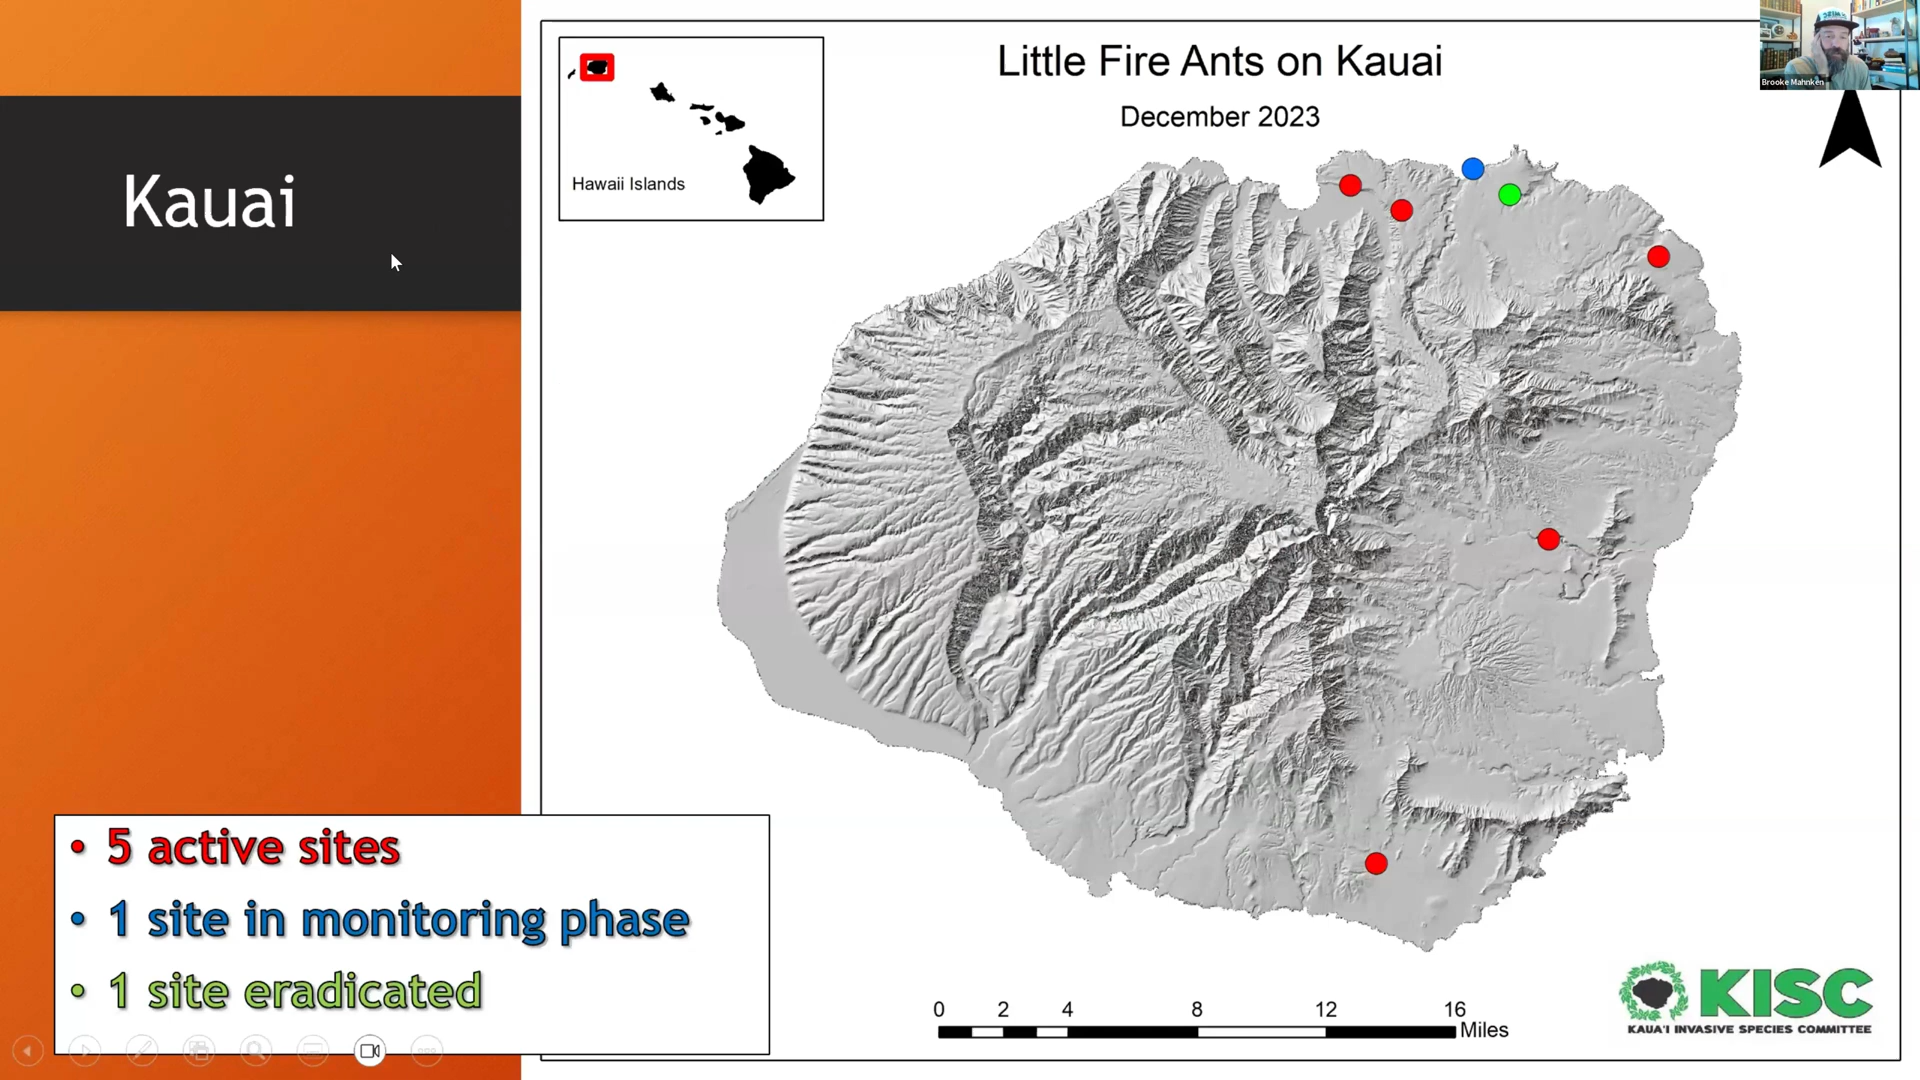 Kauai
Little Fire Ants on Kauai
December 2023
Hawaii Islands
Brooke Mahnken
• 5 active sites
• 1 site in monitoring phase
• 1 site eradicated
0 2 4 8 12 16
Miles
KISC
KAUA'I INVASIVE SPECIES COMMITTEE